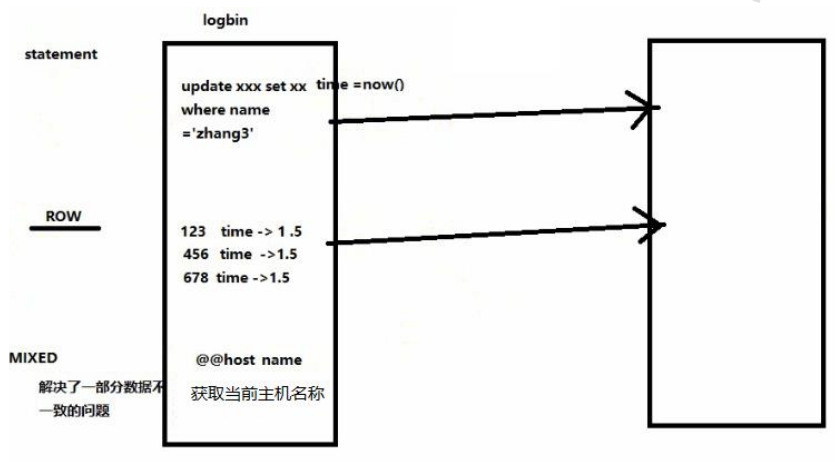 logbin
statement
update xxx set xx time =now()
where name
='zhang3'
ROW
123 time -> 1 .5
456 time ->1.5
678 time ->1.5
MIXED
@@host name
解决了一部分数据不
获取当前主机名称
一致的问题